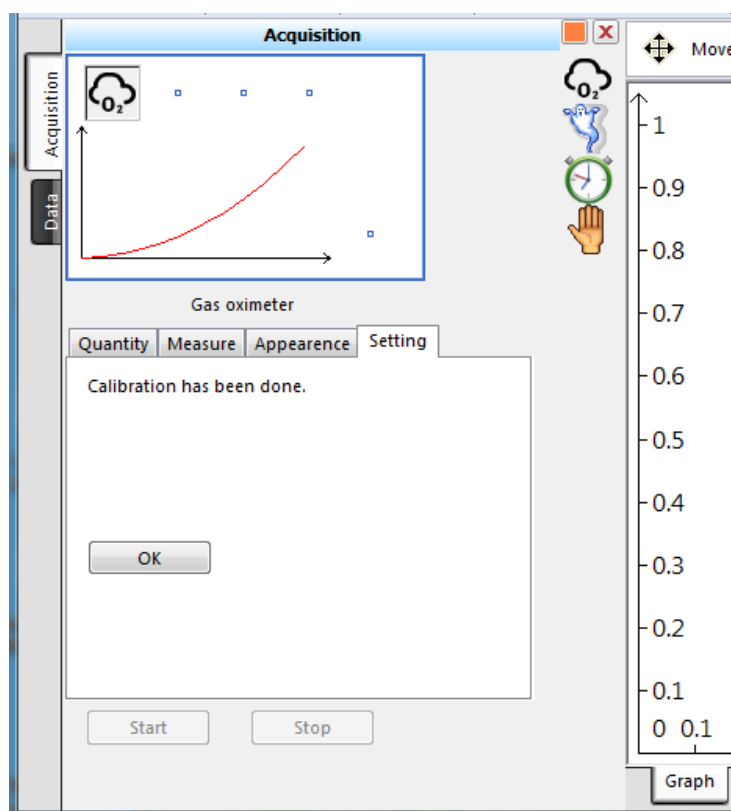 Acquisition
Move
Acquisition
Data
O₂
O₂
Gas oximeter
Quantity
Measure
Appearence
Setting
Calibration has been done.
OK
Start
Stop
1
0.9
0.8
0.7
0.6
0.5
0.4
0.3
0.2
0.1
0 0.1
Graph